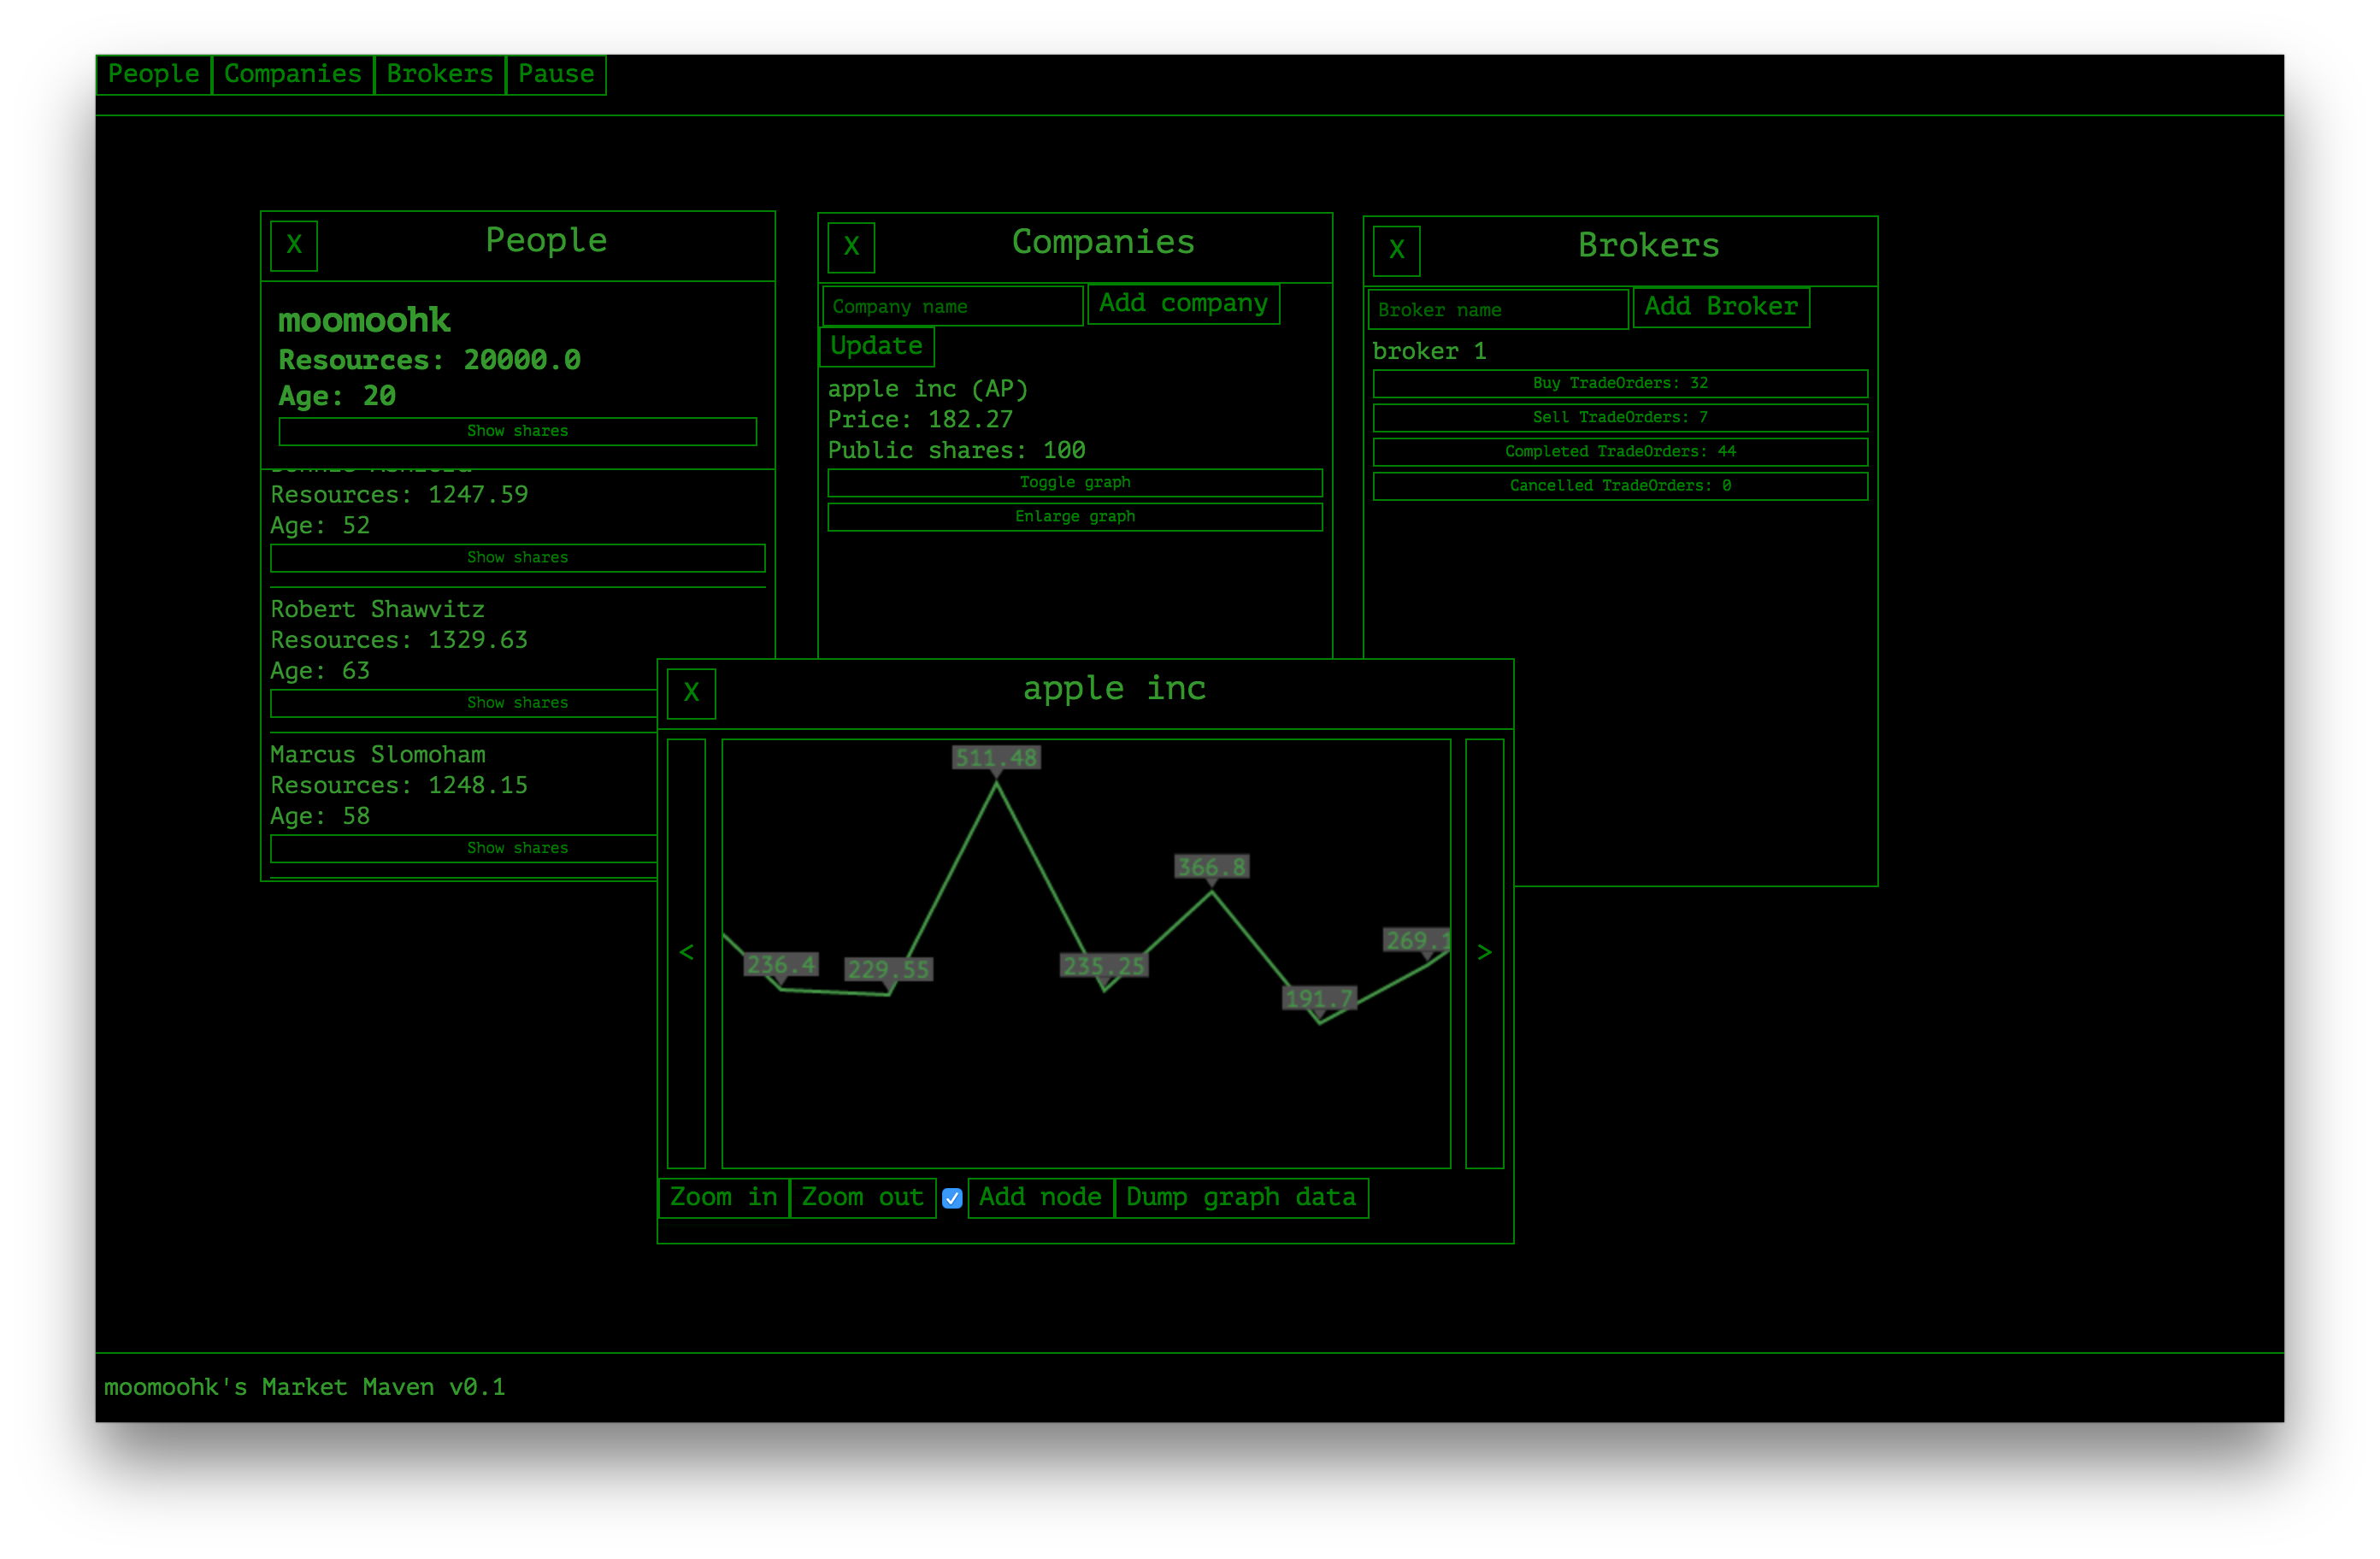 People Companies Brokers Pause
X People
moomoohk
Resources: 20000.0
Age: 20
Show shares
Resources: 1247.59
Age: 52
Show shares
Robert Shawvitz
Resources: 1329.63
Age: 63
Show shares
Marcus Slomoham
Resources: 1248.15
Age: 58
Show shares
X Companies
Company name Add company
Update
apple inc (AP)
Price: 182.27
Public shares: 100
Toggle graph
Enlarge graph
X Brokers
Broker name Add Broker
broker 1
Buy TradeOrders: 32
Sell TradeOrders: 7
Completed TradeOrders: 44
Cancelled TradeOrders: 0
X apple inc
511.48
366.8
269.1
236.4 229.55 235.25
191.7
< >
Zoom in Zoom out Add node Dump graph data
moomoohk's Market Maven v0.1